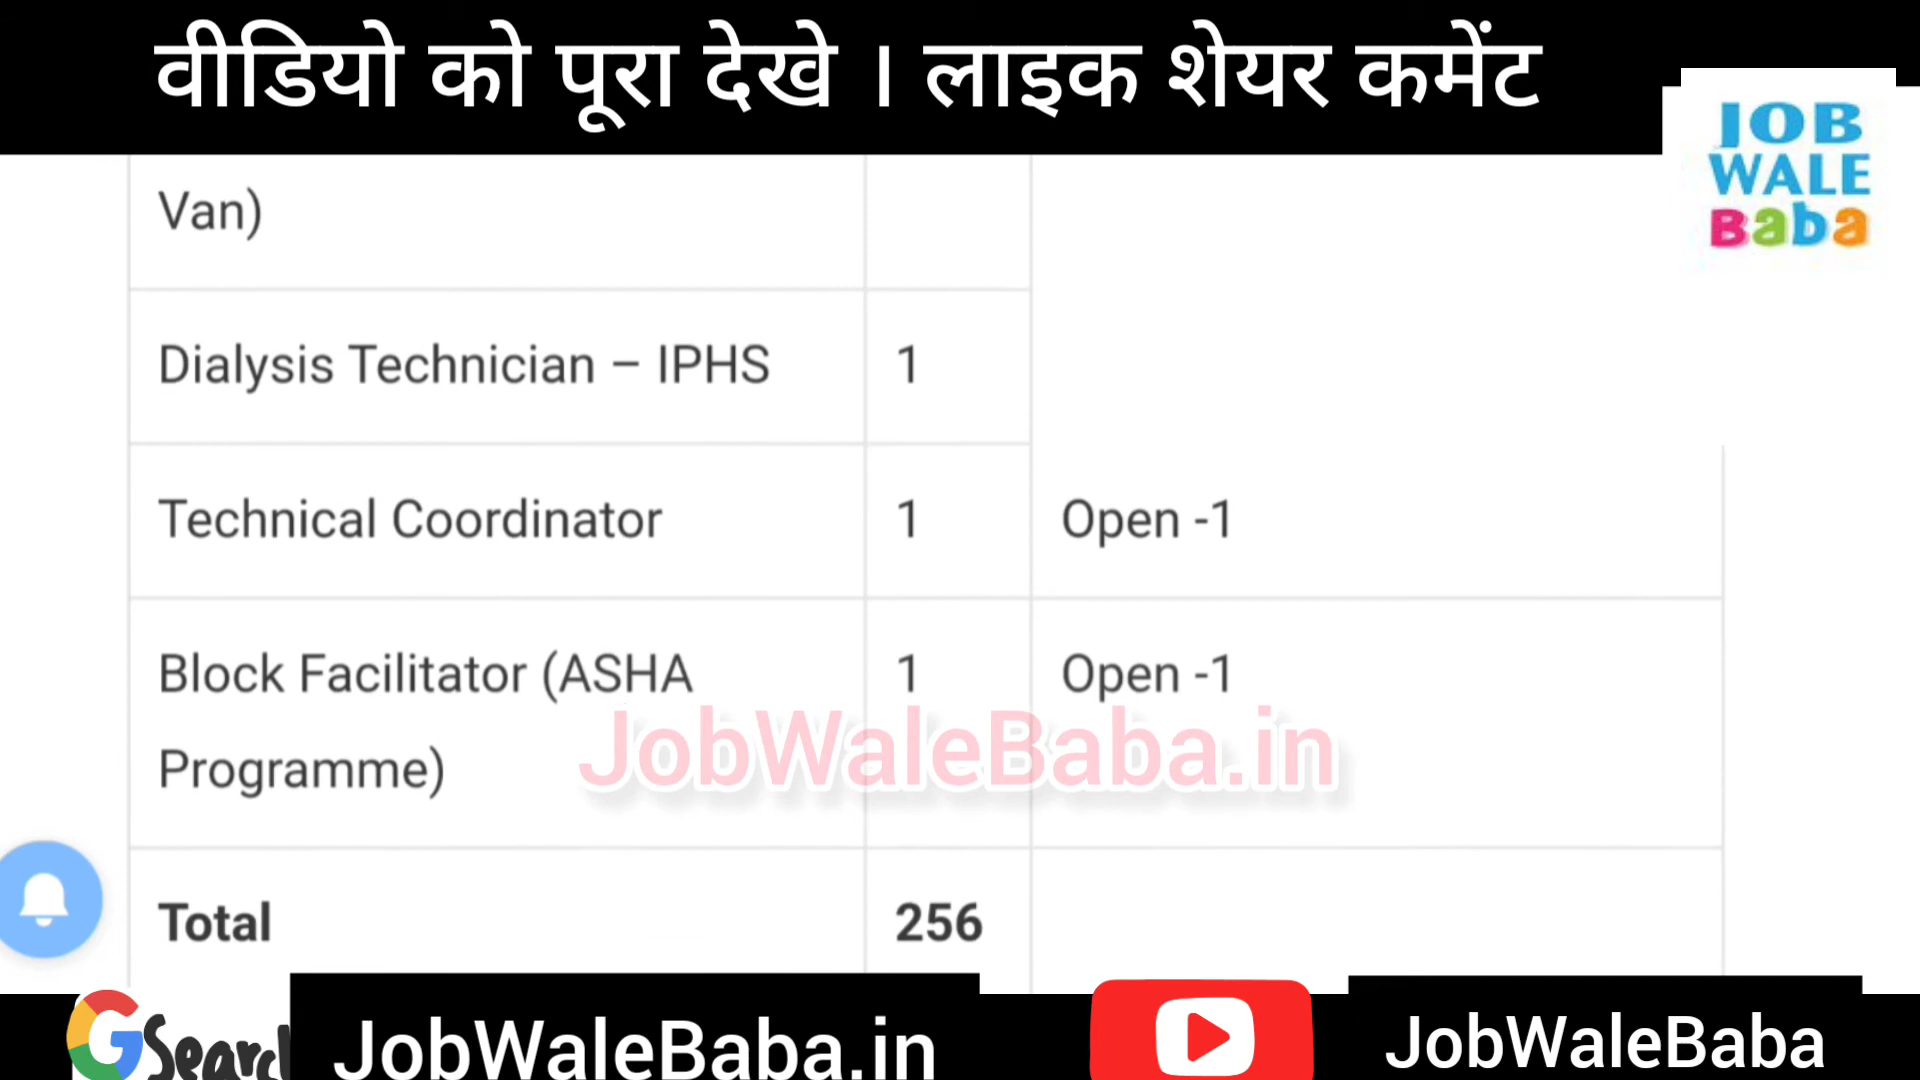 वीडियो को पूरा देखे । लाइक शेयर कमेंट
JOB
WALE
Baba
Van)
Dialysis Technician – IPHS 1
Technical Coordinator 1 Open -1
Block Facilitator (ASHA 1 Open -1
Programme)
JobWaleBaba.in
Total 256
G Search JobWaleBaba.in JobWaleBaba